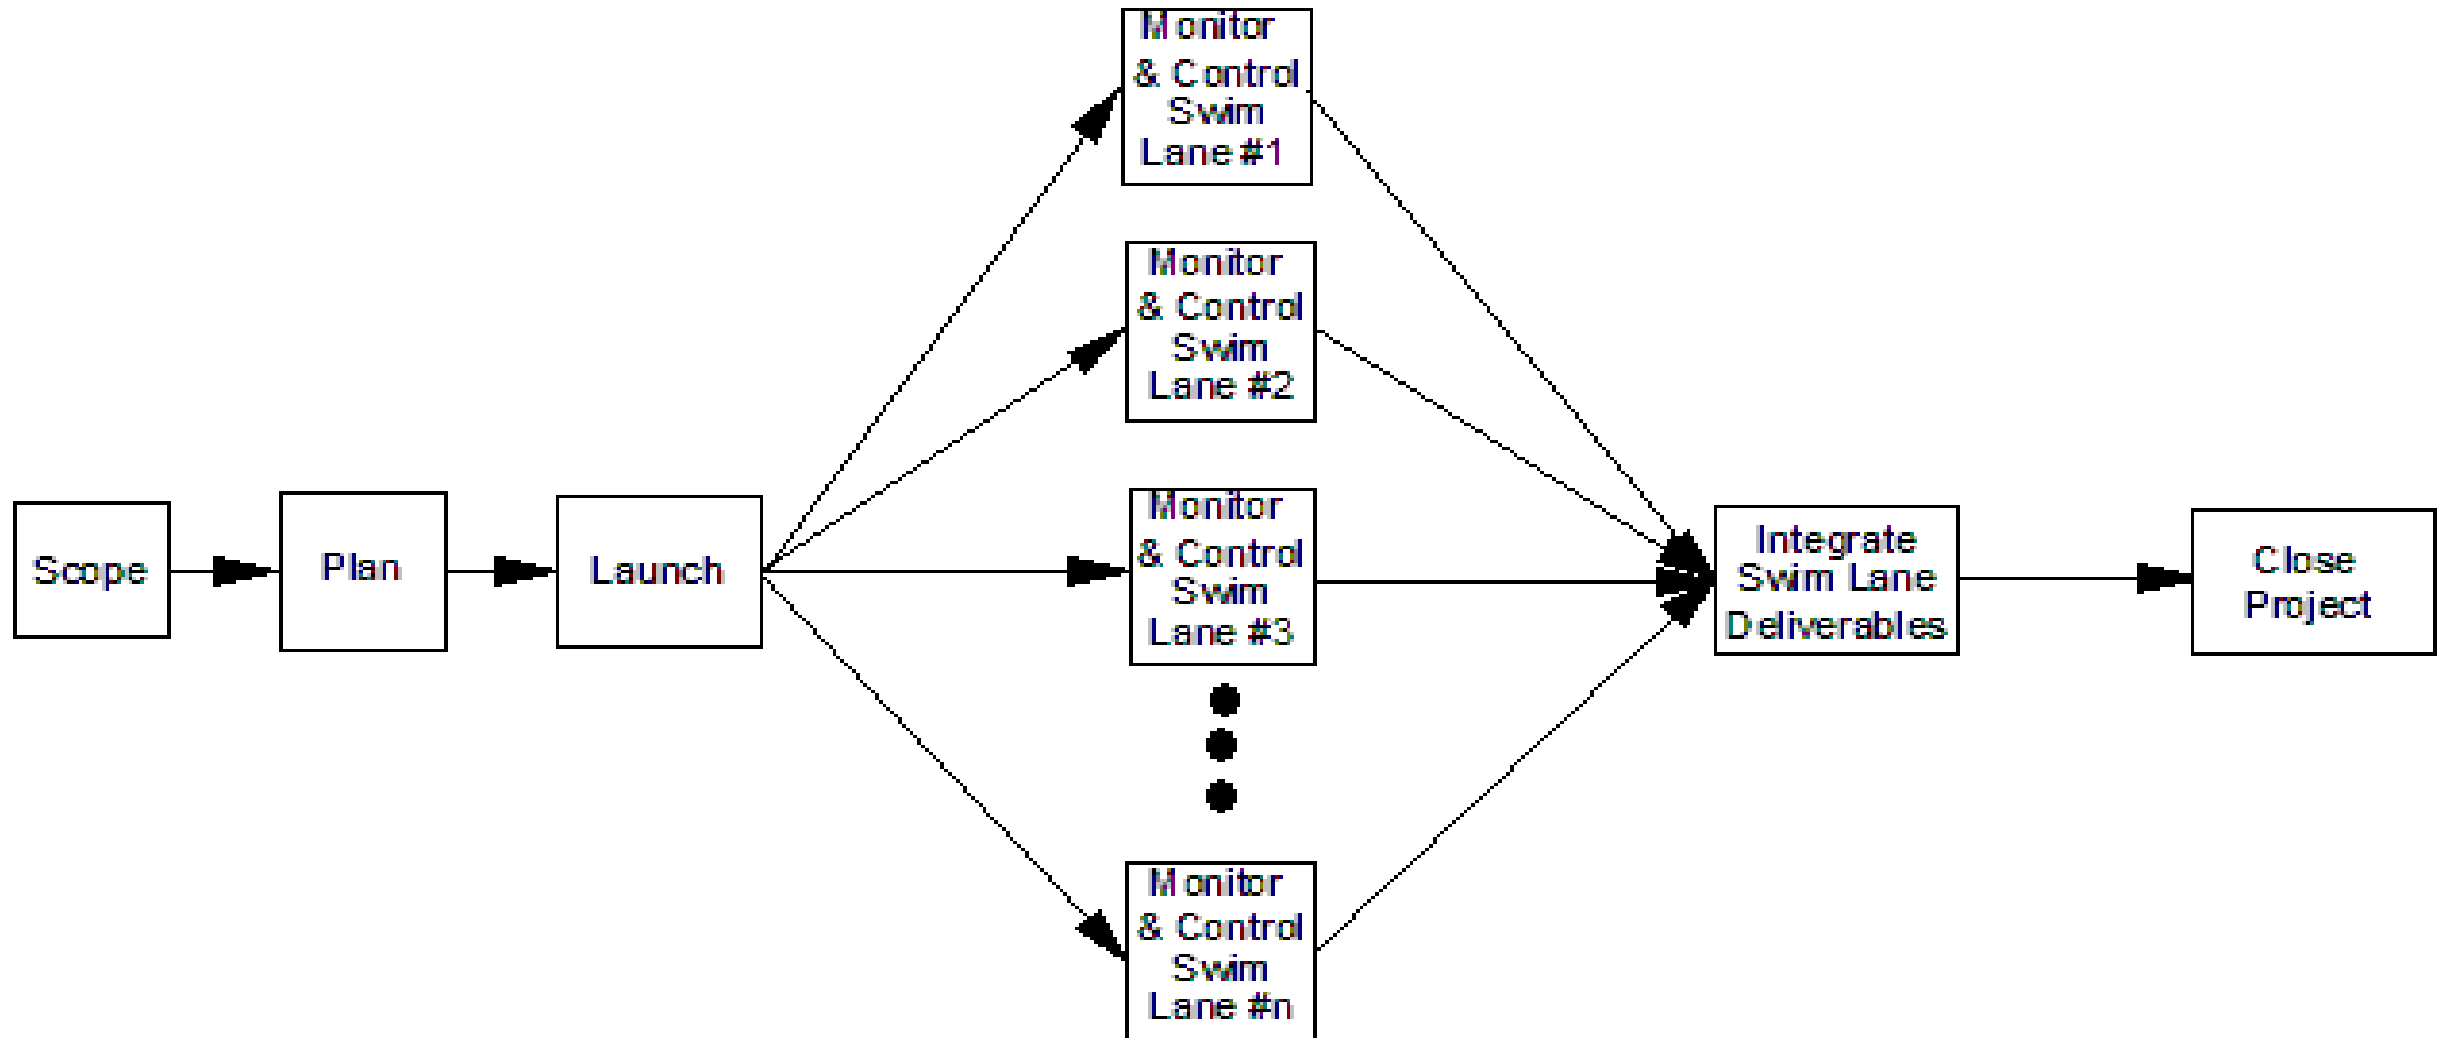 Scope
Plan
Launch
Monitor
& Control
Swim
Lane #1
Monitor
& Control
Swim
Lane #2
Monitor
& Control
Swim
Lane #3
Monitor
& Control
Swim
Lane #n
Integrate
Swim Lane
Deliverables
Close
Project